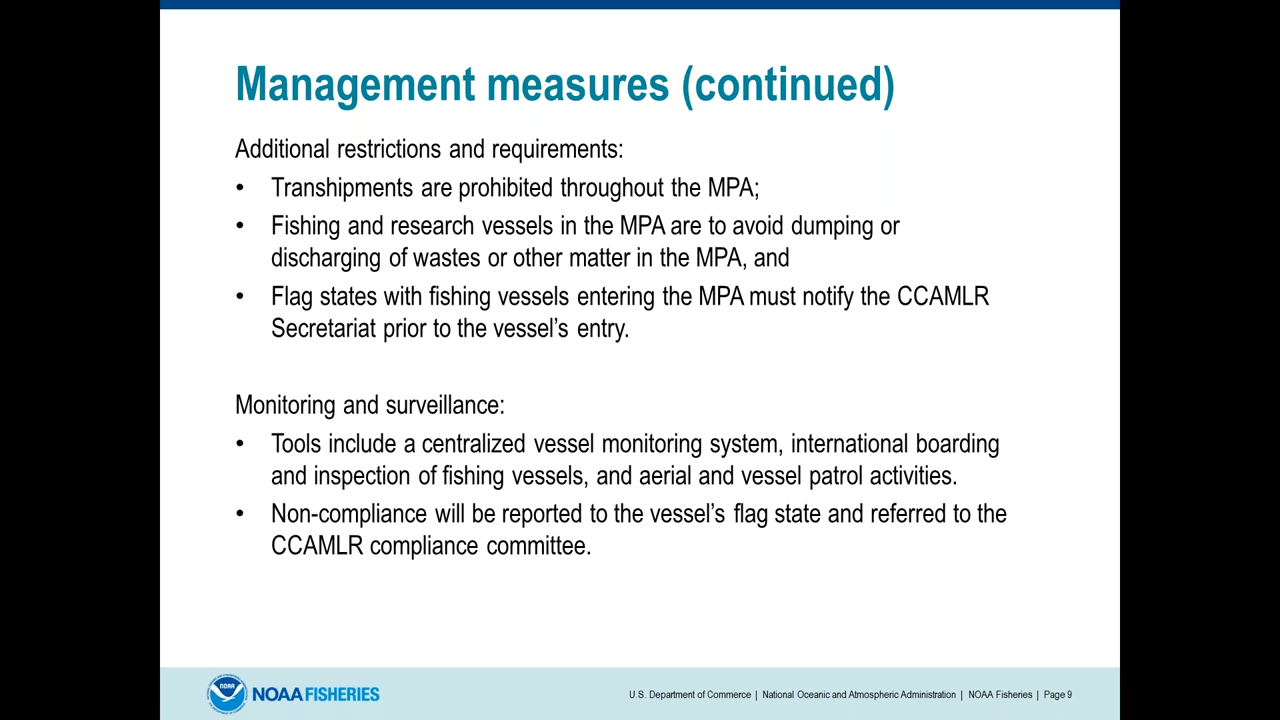 Management measures (continued)
Additional restrictions and requirements:
• Transhipments are prohibited throughout the MPA;
• Fishing and research vessels in the MPA are to avoid dumping or
discharging of wastes or other matter in the MPA, and
• Flag states with fishing vessels entering the MPA must notify the CCAMLR
Secretariat prior to the vessel's entry.
Monitoring and surveillance:
• Tools include a centralized vessel monitoring system, international boarding
and inspection of fishing vessels, and aerial and vessel patrol activities.
• Non-compliance will be reported to the vessel's flag state and referred to the
CCAMLR compliance committee.
NOAA
NOAA FISHERIES
U.S. Department of Commerce | National Oceanic and Atmospheric Administration | NOAA Fisheries | Page 9